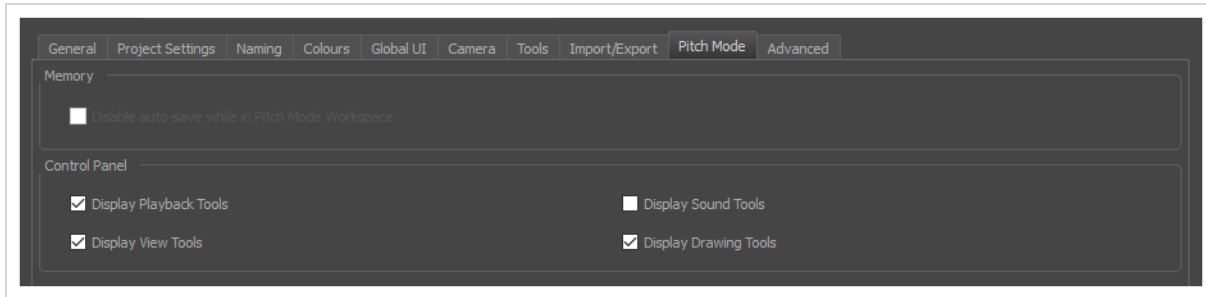 General Project Settings Naming Colours Global UI Camera Tools Import/Export Pitch Mode Advanced
Memory
Disable auto-save while in Pitch Mode Workspace
Control Panel
Display Playback Tools Display Sound Tools
Display View Tools Display Drawing Tools